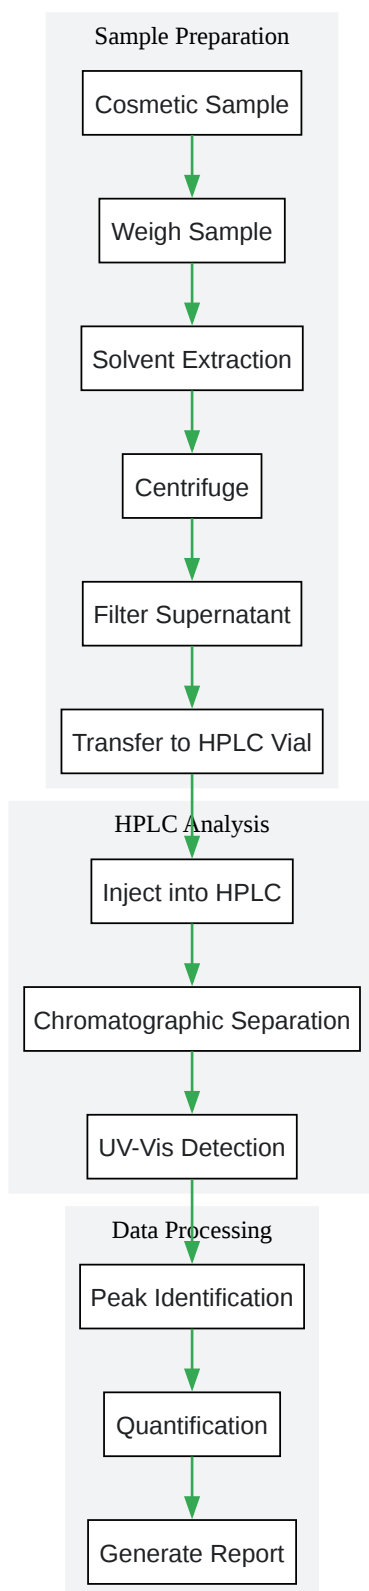 Sample Preparation
Cosmetic Sample
Weigh Sample
Solvent Extraction
Centrifuge
Filter Supernatant
Transfer to HPLC Vial
HPLC Analysis
Inject into HPLC
Chromatographic Separation
UV-Vis Detection
Data Processing
Peak Identification
Quantification
Generate Report